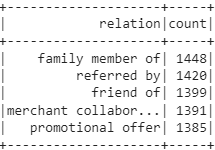 +--------------------+-----+
|            relation|count|
+--------------------+-----+
|    family member of| 1448|
|         referred by| 1420|
|           friend of| 1399|
|merchant collabor...| 1391|
|   promotional offer| 1385|
+--------------------+-----+